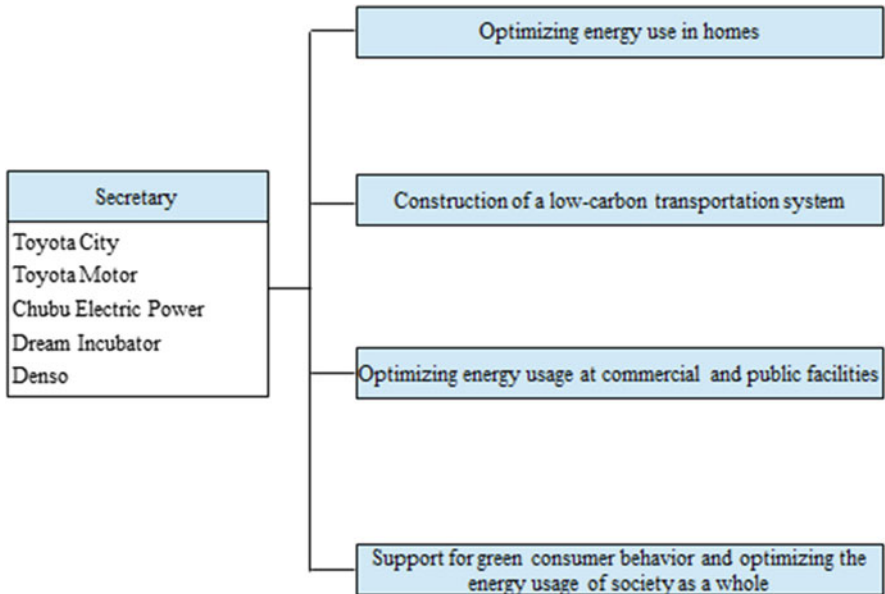 Optimizing energy use in homes
Construction of a low-carbon transportation system
Secretary
Toyota City
Toyota Motor
Chubu Electric Power
Dream Incubator
Denso
Optimizing energy usage at commercial and public facilities
Support for green consumer behavior and optimizing the
energy usage of society as a whole